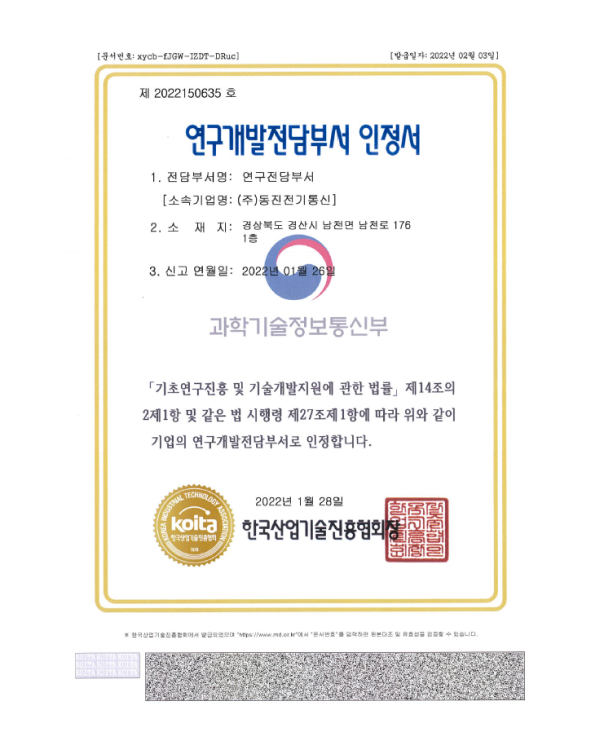 [문서번호: xycb-fJGW-IZDT-DRuc]
[발급일자: 2022년 02월 03일]
제 2022150635 호
연구개발전담부서 인정서
1. 전담부서명: 연구전담부서
[소속기업명: (주)동진전기통신]
2. 소 재 지: 경상북도 경산시 남천면 남천로 176
1층
3. 신고 연월일: 2022년 01월 26일
과학기술정보통신부
「기초연구진흥 및 기술개발지원에 관한 법률」 제14조의
2제1항 및 같은 법 시행령 제27조제1항에 따라 위와 같이
기업의 연구개발전담부서로 인정합니다.
2022년 1월 28일
KOREA INDUSTRIAL TECHNOLOGY ASSOCIATION
koita
한국산업기술진흥협회
한국산업기술진흥협회장
※ 한국산업기술진흥협회에서 발급되었으며 "https://www.rnd.or.kr"에서 "문서번호"를 입력하면 원본대조 및 유효성을 검증할 수 있습니다.